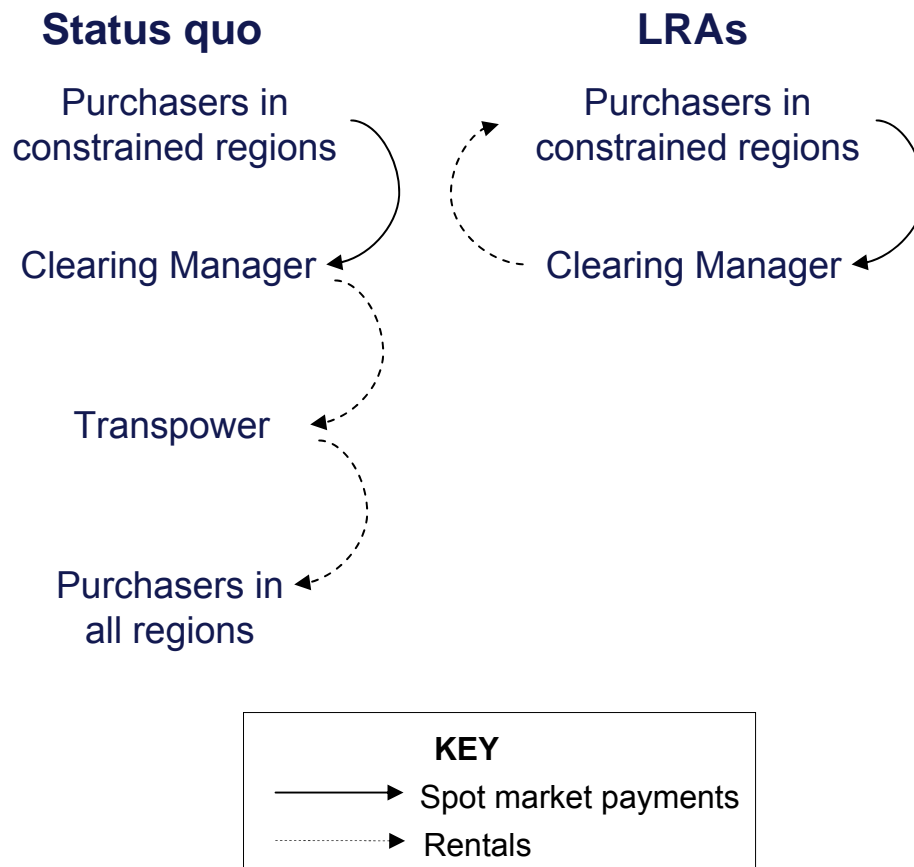 Status quo
Purchasers in
constrained regions
Clearing Manager
Transpower
Purchasers in
all regions
LRAs
Purchasers in
constrained regions
Clearing Manager
KEY
Spot market payments
Rentals